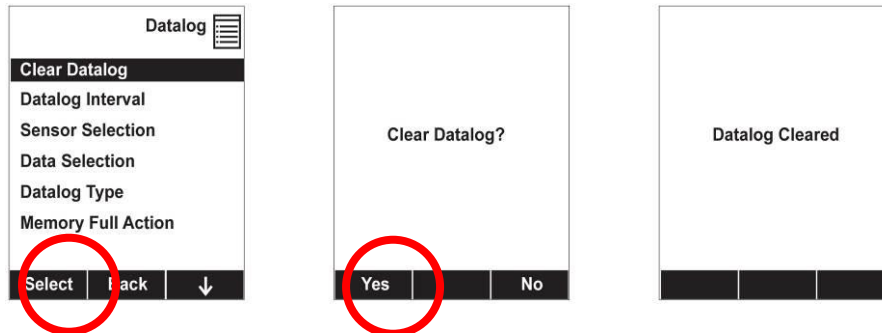 Datalog
Clear Datalog
Datalog Interval
Sensor Selection
Data Selection
Datalog Type
Memory Full Action
Select Back ↓
Clear Datalog?
Yes No
Datalog Cleared